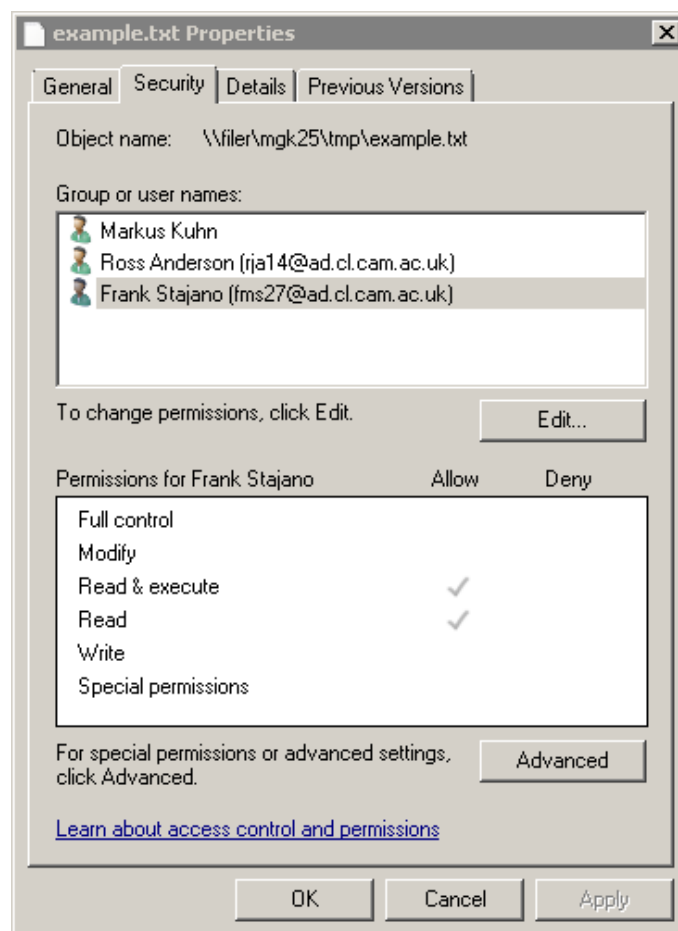 example.txt Properties
General Security Details Previous Versions
Object name: \\filer\mgk25\tmp\example.txt
Group or user names:
Markus Kuhn
Ross Anderson (rja14@ad.cl.cam.ac.uk)
Frank Stajano (fms27@ad.cl.cam.ac.uk)
To change permissions, click Edit.
Edit...
Permissions for Frank Stajano Allow Deny
Full control
Modify
Read & execute
Read
Write
Special permissions
For special permissions or advanced settings,
click Advanced.
Advanced
Learn about access control and permissions
OK Cancel Apply